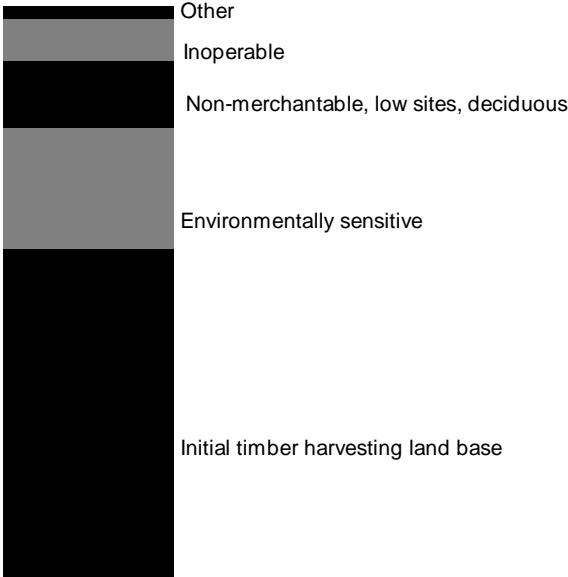 Other
Inoperable
Non-merchantable, low sites, deciduous
Environmentally sensitive
Initial timber harvesting land base